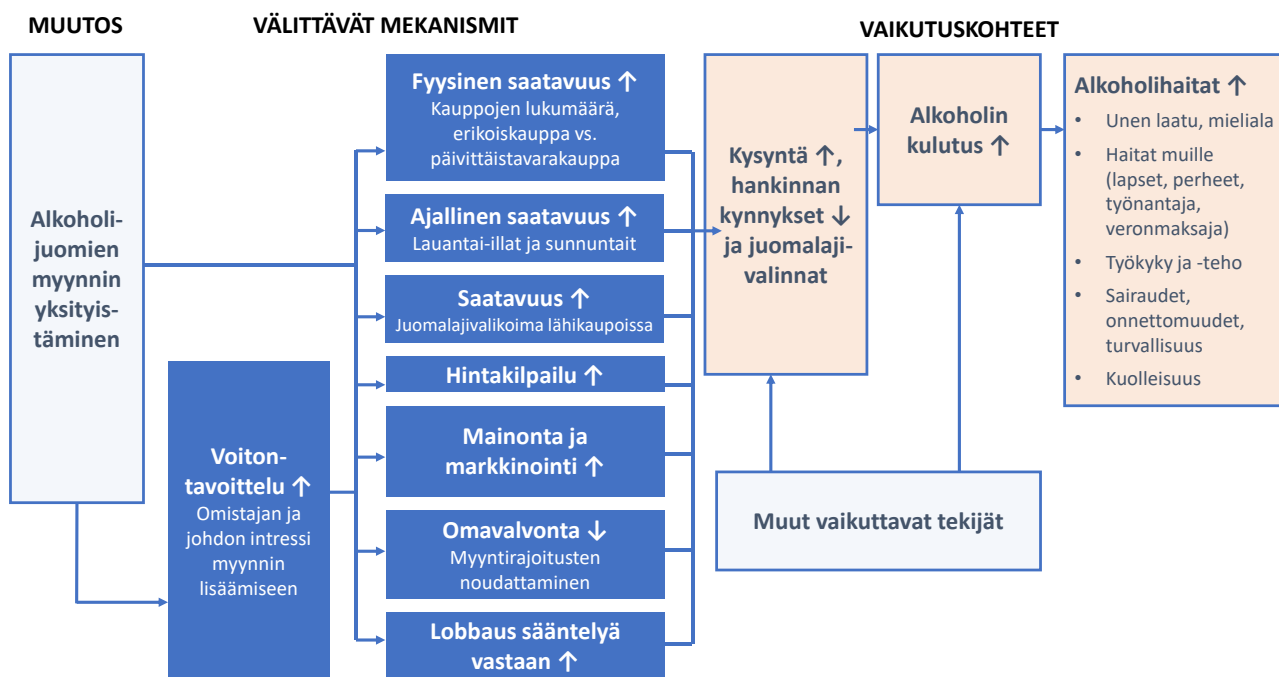 MUUTOS
VÄLITTÄVÄT MEKANISMIT
VAIKUTUSKOHTEET
Alkoholi-
juomien
myynnin
yksityis-
täminen
Voiton-
tavoittelu ↑
Omistajan ja
johdon intressi
myynnin
lisäämiseen
Fyysinen saatavuus ↑
Kauppojen lukumäärä,
erikoiskauppa vs.
päivittäistavarakauppa
Ajallinen saatavuus ↑
Lauantai-illat ja sunnuntait
Saatavuus ↑
Juomalajivalikoima lähikaupoissa
Hintakilpailu ↑
Mainonta ja
markkinointi ↑
Omavalvonta ↓
Myyntirajoitusten
noudattaminen
Lobbaus sääntelyä
vastaan ↑
Kysyntä ↑,
hankinnan
kynnykset ↓
ja juomalaji-
valinnat
Alkoholin
kulutus ↑
Alkoholihaitat ↑
• Unen laatu, mieliala
• Haitat muille
(lapset, perheet,
työnantaja,
veronmaksaja)
• Työkyky ja -teho
• Sairaudet,
onnettomuudet,
turvallisuus
• Kuolleisuus
Muut vaikuttavat tekijät